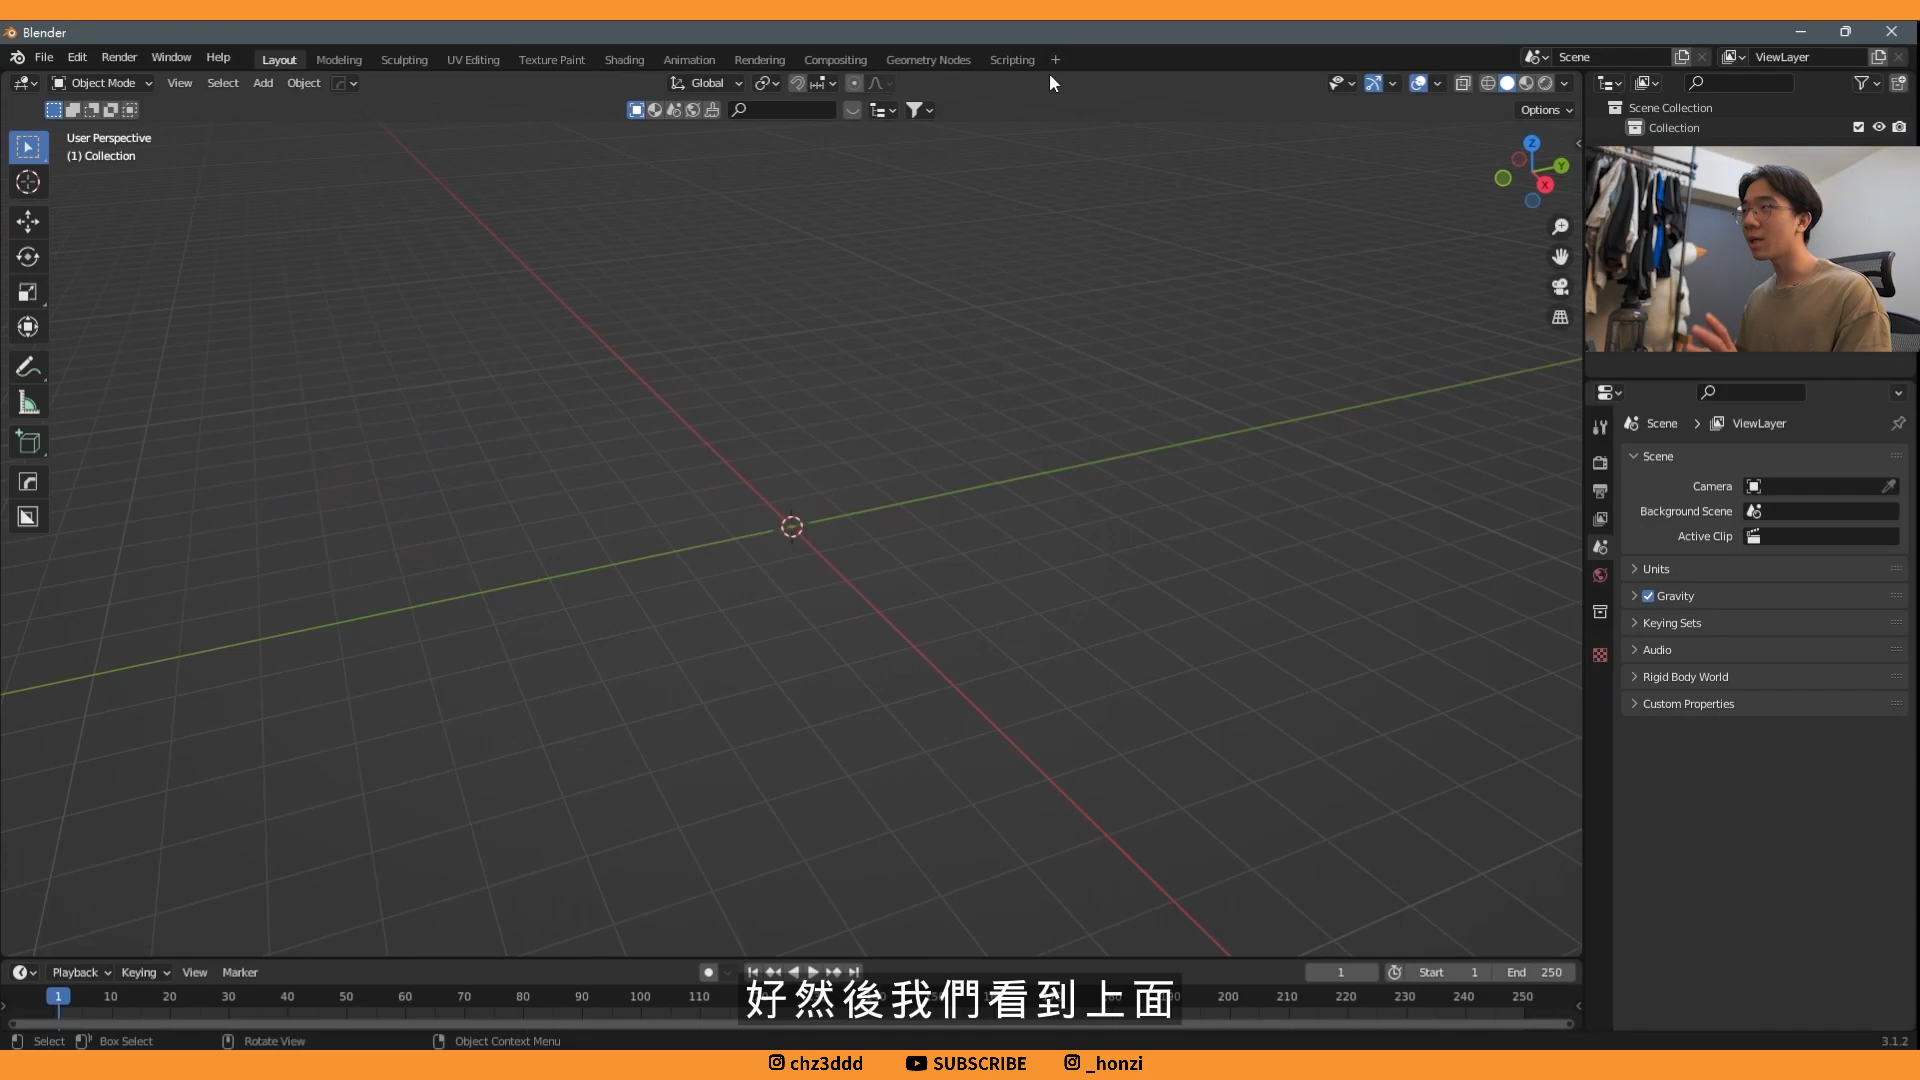 Blender
File Edit Render Window Help Layout Modeling Sculpting UV Editing Texture Paint Shading Animation Rendering Compositing Geometry Nodes Scripting + Scene ViewLayer
Object Mode View Select Add Object Global
Options
User Perspective
(1) Collection
Z
Y
X
Scene Collection
Collection
Scene > ViewLayer
Scene
Camera
Background Scene
Active Clip
Units
Gravity
Keying Sets
Audio
Rigid Body World
Custom Properties
Playback Keying View Marker 1 Start 1 End 250
1 10 20 30 40 50 60 70 80 90 100 110 200 210 220 230 240 250
好然後我們看到上面
Select Box Select Rotate View Object Context Menu 3.1.2
chz3ddd SUBSCRIBE _honzi